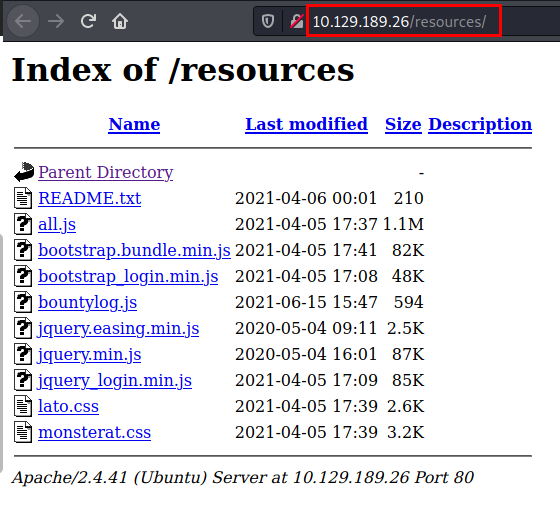 10.129.189.26/resources/
Index of /resources
Name Last modified Size Description
Parent Directory -
README.txt 2021-04-06 00:01 210
all.js 2021-04-05 17:37 1.1M
bootstrap.bundle.min.js 2021-04-05 17:41 82K
bootstrap_login.min.js 2021-04-05 17:08 48K
bountylog.js 2021-06-15 15:47 594
jquery.easing.min.js 2020-05-04 09:11 2.5K
jquery.min.js 2020-05-04 16:01 87K
jquery_login.min.js 2021-04-05 17:09 85K
lato.css 2021-04-05 17:39 2.6K
monsterat.css 2021-04-05 17:39 3.2K
Apache/2.4.41 (Ubuntu) Server at 10.129.189.26 Port 80